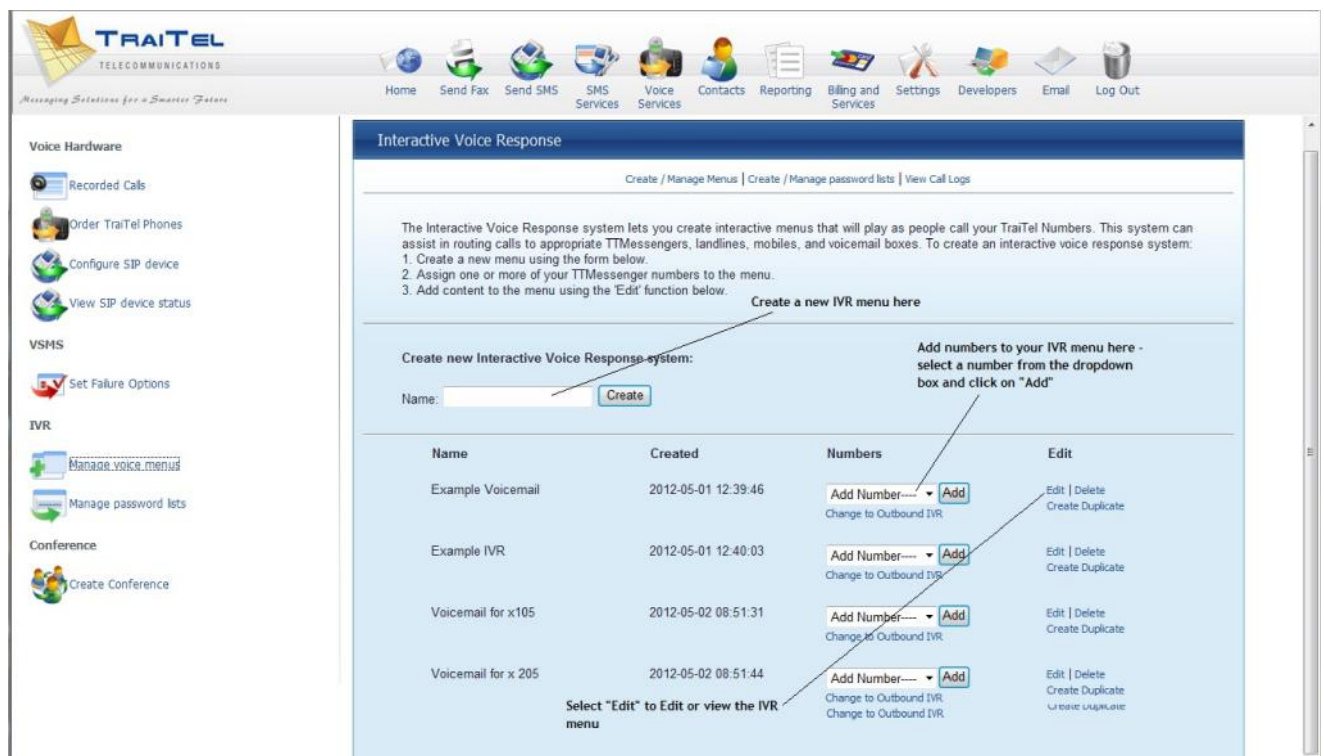 TRAITEL
TELECOMMUNICATIONS
Messaging Solutions for a Smarter Future
Home
Send Fax
Send SMS
SMS Services
Voice Services
Contacts
Reporting
Billing and Services
Settings
Developers
Email
Log Out
Voice Hardware
Recorded Calls
Order TraiTel Phones
Configure SIP device
View SIP device status
VSMS
Set Failure Options
IVR
Manage voice menus
Manage password lists
Conference
Create Conference
Interactive Voice Response
Create / Manage Menus | Create / Manage password lists | View Call Logs
The Interactive Voice Response system lets you create interactive menus that will play as people call your TraiTel Numbers. This system can
assist in routing calls to appropriate TTMessengers, landlines, mobiles, and voicemail boxes. To create an interactive voice response system:
1. Create a new menu using the form below.
2. Assign one or more of your TTMessenger numbers to the menu.
3. Add content to the menu using the 'Edit' function below.
Create a new IVR menu here
Create new Interactive Voice Response system:
Name:
Create
Add numbers to your IVR menu here -
select a number from the dropdown
box and click on "Add"
Name Created Numbers Edit
Example Voicemail 2012-05-01 12:39:46 Add Number---- Add Edit | Delete
Change to Outbound IVR Create Duplicate
Example IVR 2012-05-01 12:40:03 Add Number---- Add Edit | Delete
Change to Outbound IVR Create Duplicate
Voicemail for x105 2012-05-02 08:51:31 Add Number---- Add Edit | Delete
Change to Outbound IVR Create Duplicate
Voicemail for x 205 2012-05-02 08:51:44 Add Number---- Add Edit | Delete
Change to Outbound IVR Create Duplicate
Change to Outbound IVR Create Duplicate
Select "Edit" to Edit or view the IVR
menu